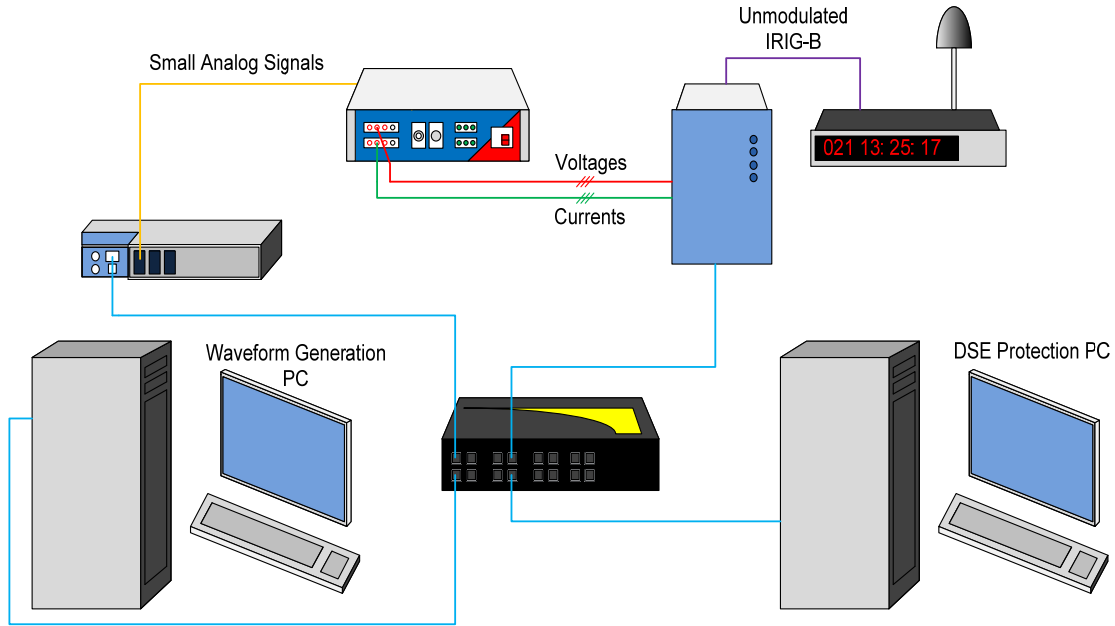 Unmodulated
IRIG-B
Small Analog Signals
021 13: 25: 17
Voltages
Currents
Waveform Generation
PC
DSE Protection PC